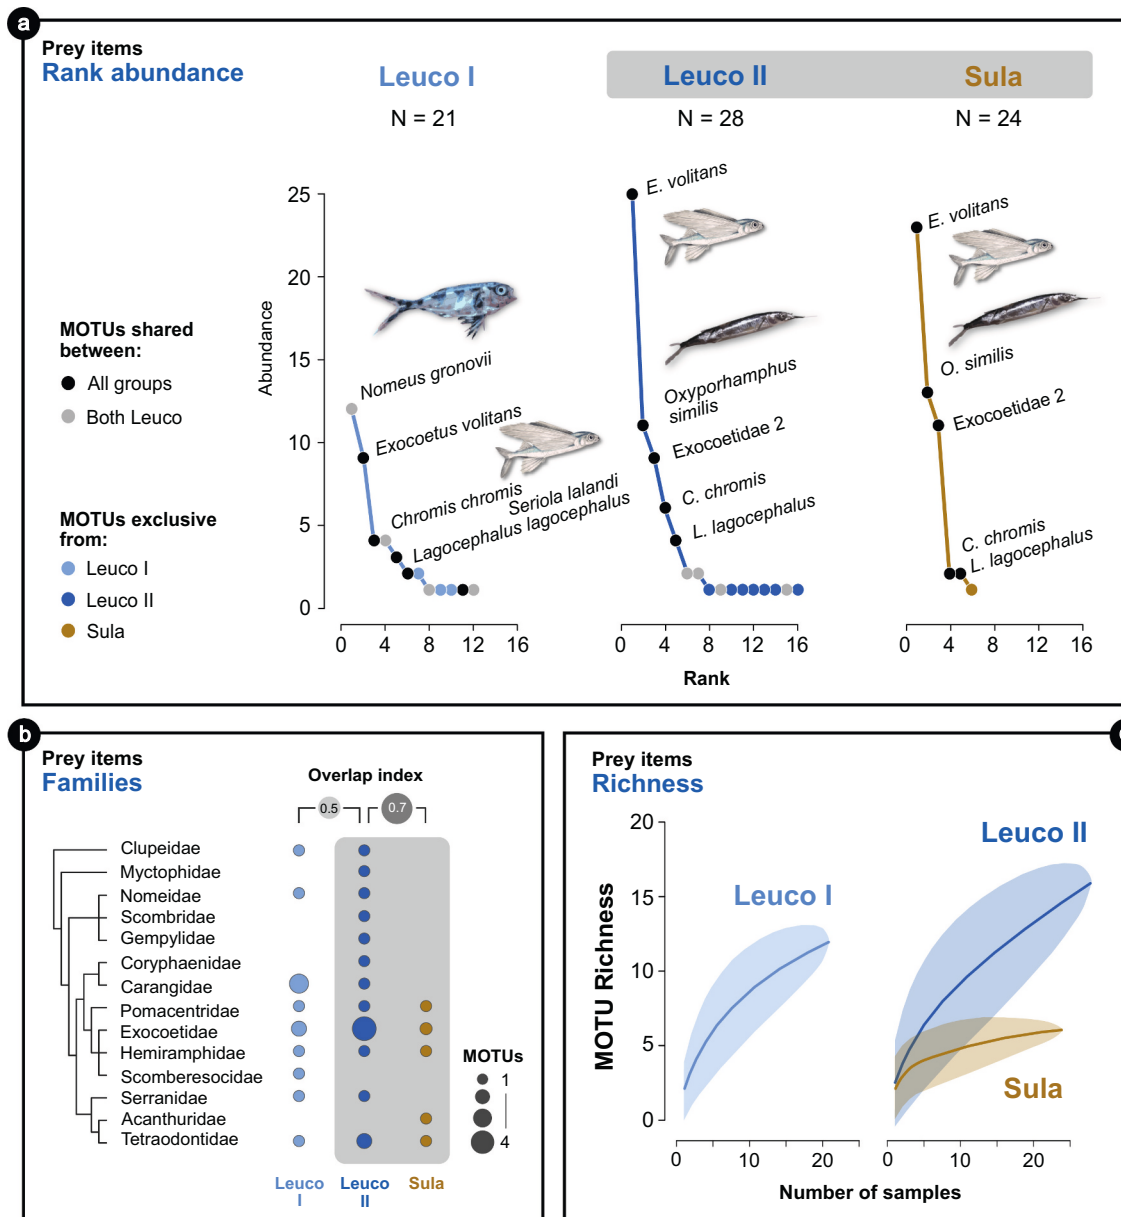 a
Prey items
Rank abundance
Leuco I
Leuco II
Sula
N = 21
N = 28
N = 24
MOTUs shared
between:
All groups
Both Leuco
MOTUs exclusive
from:
Leuco I
Leuco II
Sula
Abundance
25
20
15
10
5
0
Nomeus gronovii
Exocoetus volitans
Chromis chromis
Seriola lalandi
Lagocephalus lagocephalus
0 4 8 12 16
E. volitans
Oxyporhamphus
similis
Exocoetidae 2
C. chromis
L. lagocephalus
0 4 8 12 16
Rank
E. volitans
O. similis
Exocoetidae 2
C. chromis
L. lagocephalus
0 4 8 12 16
b
Prey items
Families
Overlap index
0.5
0.7
Clupeidae
Myctophidae
Nomeidae
Scombridae
Gempylidae
Coryphaenidae
Carangidae
Pomacentridae
Exocoetidae
Hemiramphidae
Scomberesocidae
Serranidae
Acanthuridae
Tetraodontidae
Leuco
I
Leuco
II
Sula
MOTUs
1
4
Prey items
Richness
MOTU Richness
20
15
10
5
0
Leuco I
Leuco II
Sula
0 10 20
0 10 20
Number of samples